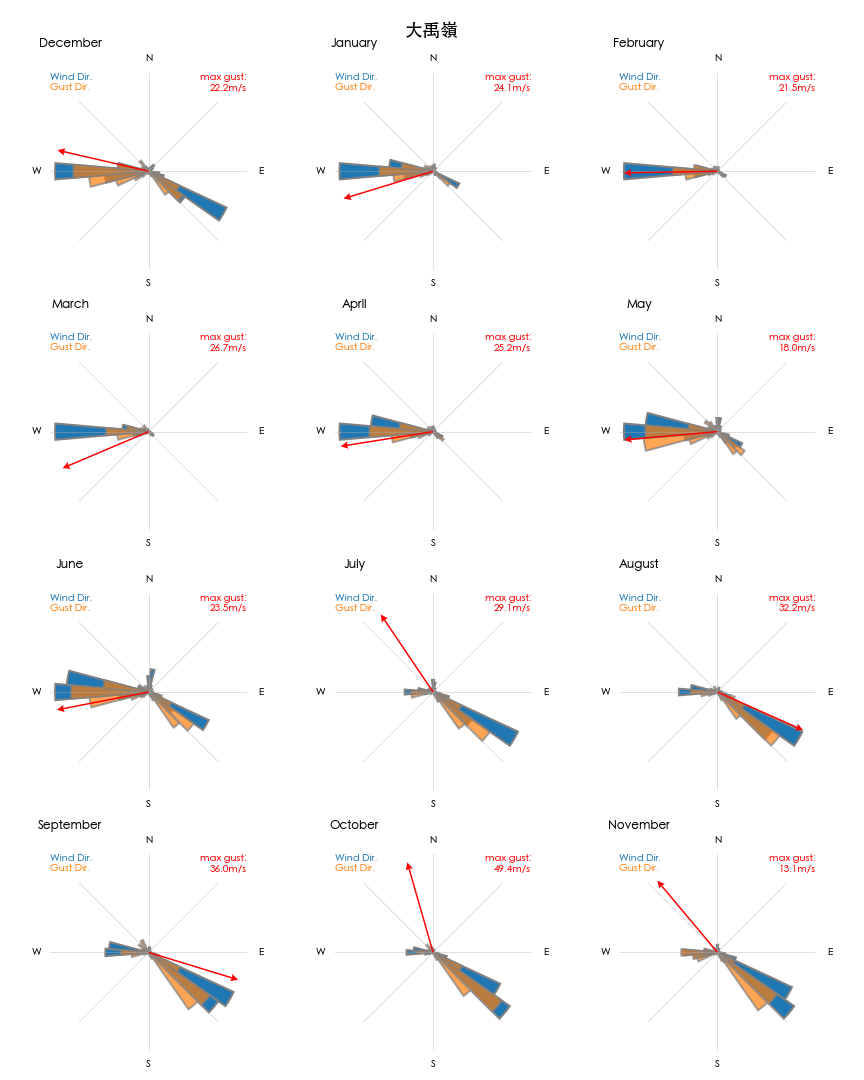 大禹嶺
December
N
Wind Dir.
Gust Dir.
max gust:
22.2m/s
W
E
S
January
N
Wind Dir.
Gust Dir.
max gust:
24.1m/s
W
E
S
February
N
Wind Dir.
Gust Dir.
max gust:
21.5m/s
W
E
S
March
N
Wind Dir.
Gust Dir.
max gust:
26.7m/s
W
E
S
April
N
Wind Dir.
Gust Dir.
max gust:
25.2m/s
W
E
S
May
N
Wind Dir.
Gust Dir.
max gust:
18.0m/s
W
E
S
June
N
Wind Dir.
Gust Dir.
max gust:
23.5m/s
W
E
S
July
N
Wind Dir.
Gust Dir.
max gust:
29.1m/s
W
E
S
August
N
Wind Dir.
Gust Dir.
max gust:
32.2m/s
W
E
S
September
N
Wind Dir.
Gust Dir.
max gust:
36.0m/s
W
E
S
October
N
Wind Dir.
Gust Dir.
max gust:
49.4m/s
W
E
S
November
N
Wind Dir.
Gust Dir.
max gust:
13.1m/s
W
E
S